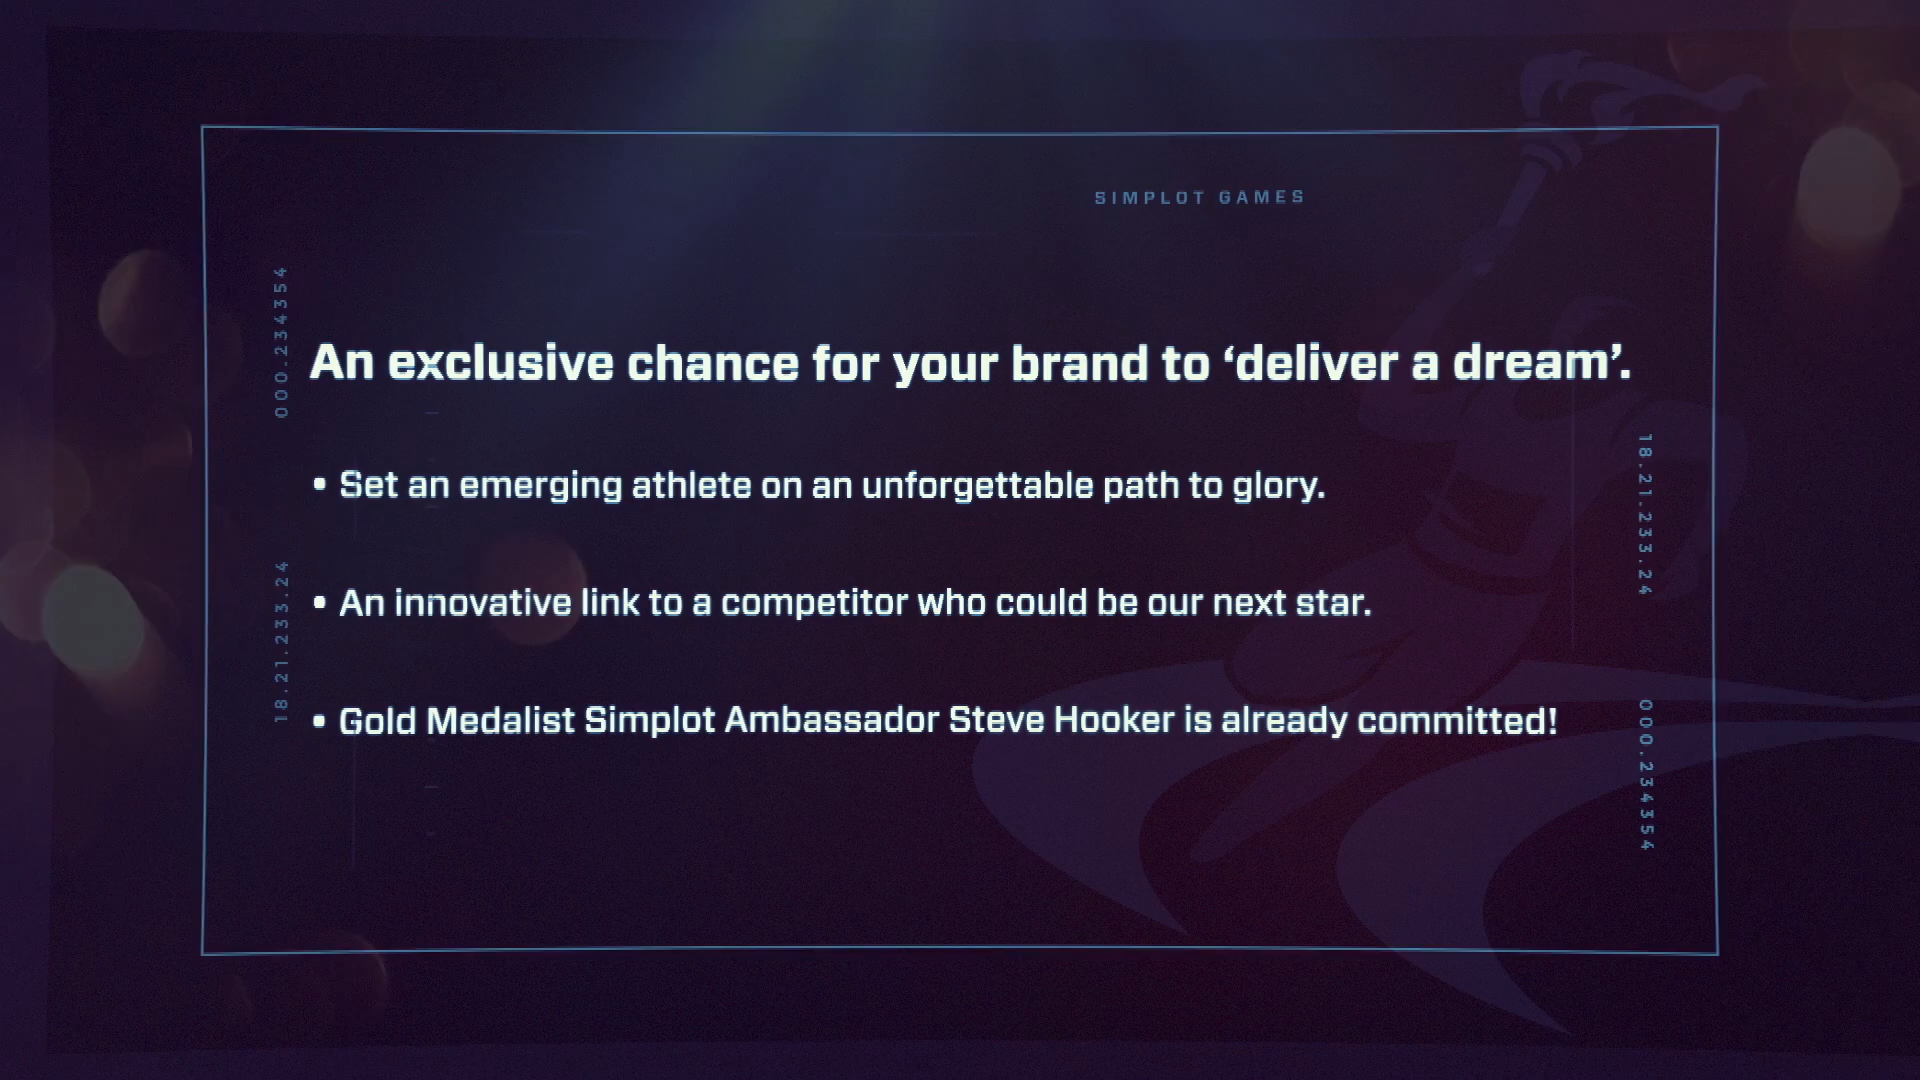 SIMPLOT GAMES
000.234354
An exclusive chance for your brand to ‘deliver a dream’.
18.21.233.24
• Set an emerging athlete on an unforgettable path to glory.
18.21.233.24
• An innovative link to a competitor who could be our next star.
• Gold Medalist Simplot Ambassador Steve Hooker is already committed!
000.234354